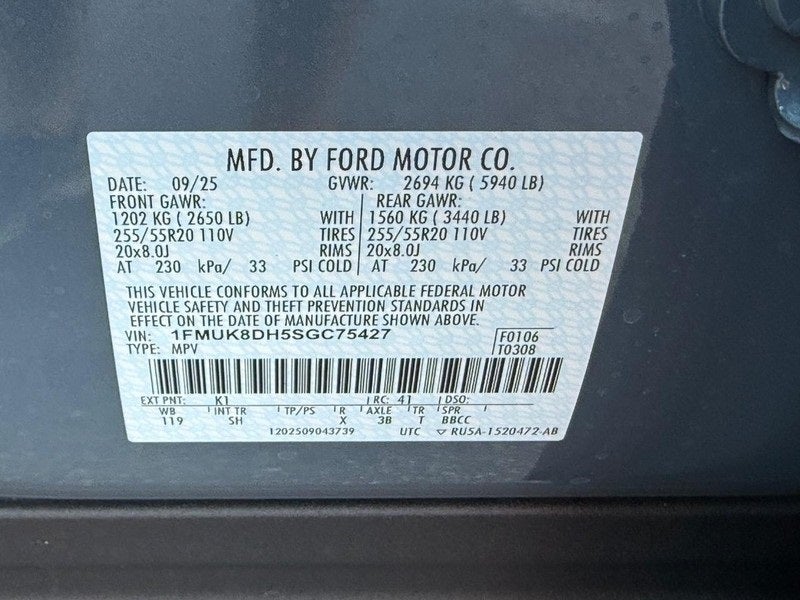 MFD. BY FORD MOTOR CO.
DATE: 09/25 GVWR: 2694 KG ( 5940 LB)
FRONT GAWR: REAR GAWR:
1202 KG ( 2650 LB) WITH 1560 KG ( 3440 LB) WITH
255/55R20 110V TIRES 255/55R20 110V TIRES
20x8.0J RIMS 20x8.0J RIMS
AT 230 kPa/ 33 PSI COLD AT 230 kPa/ 33 PSI COLD
THIS VEHICLE CONFORMS TO ALL APPLICABLE FEDERAL MOTOR
VEHICLE SAFETY AND THEFT PREVENTION STANDARDS IN
EFFECT ON THE DATE OF MANUFACTURE SHOWN ABOVE.
VIN: 1FMUK8DH5SGC75427 F0106
TYPE: MPV T0308
EXT PNT: K1 RC: 41 DSO:
WB INT TR TP/PS R AXLE TR SPR
119 SH X 3B T BBCC
1202509043739 UTC ▽ RU5A-1520472-AB